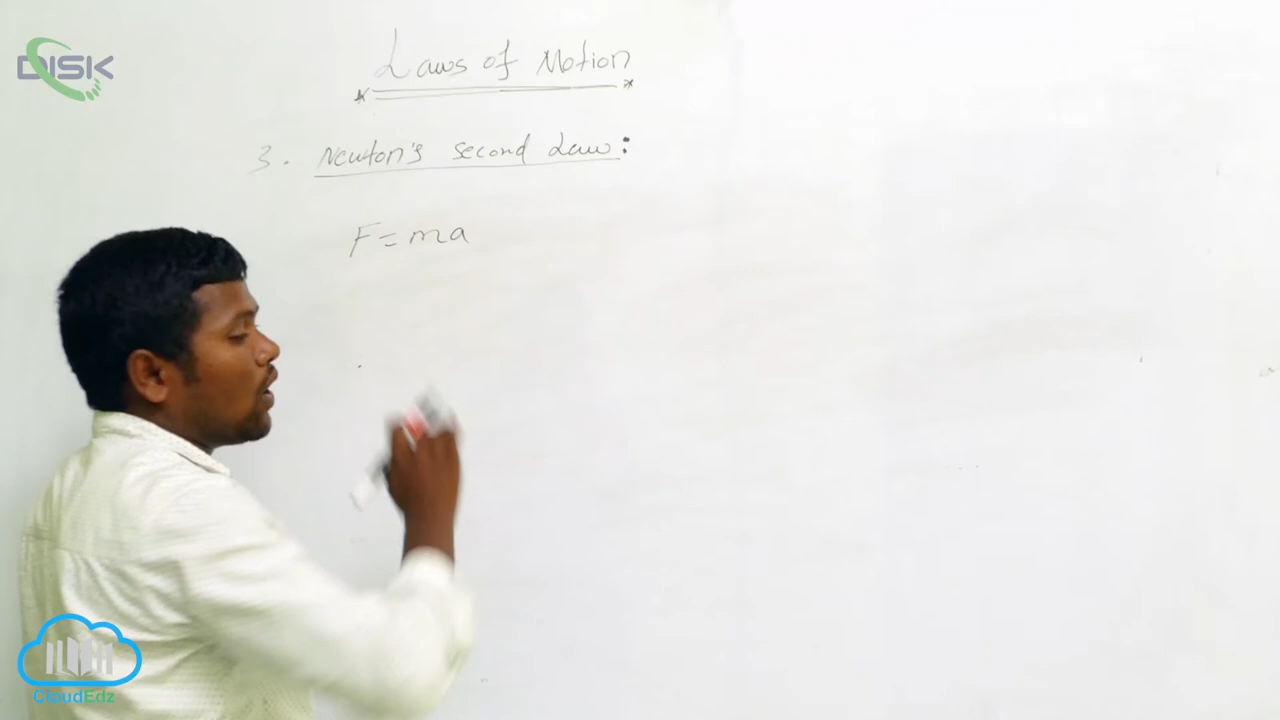 DISK
Laws of Motion
3. Newton's second Law:
F = ma
CloudEdz